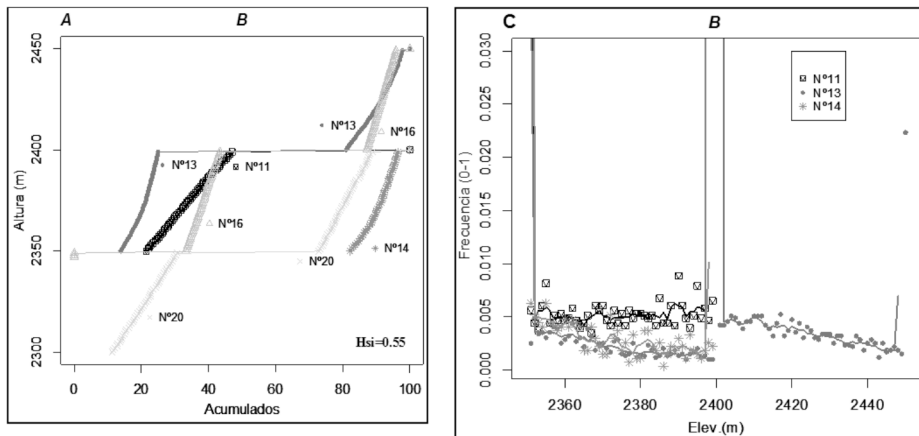 A B
Altura (m)
2450
2400
2350
2300
Nº13
Nº16
Nº13
Nº11
Nº16
Nº14
Nº20
Nº20
Hsi=0.55
0 20 40 60 80 100
Acumulados
C B
Frecuencia (0-1)
0.030
0.025
0.020
0.015
0.010
0.005
0.000
Nº11
Nº13
Nº14
2360 2380 2400 2420 2440
Elev.(m)